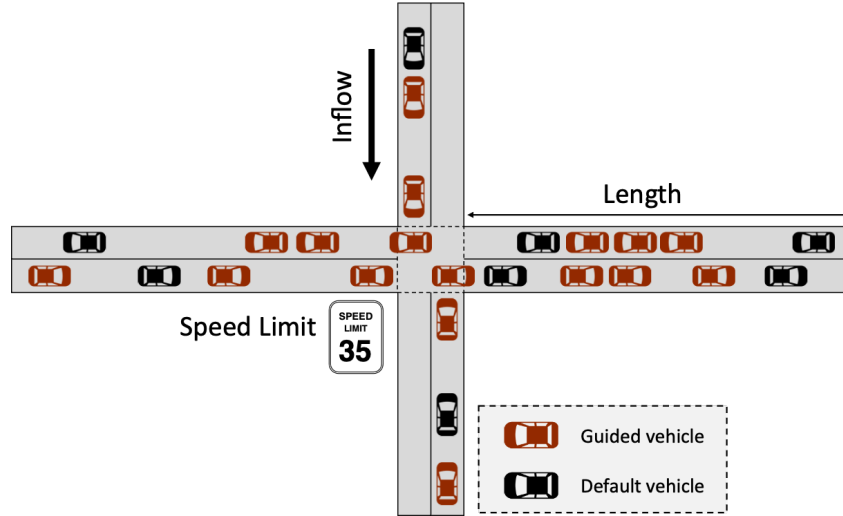 Inflow
Length
Speed Limit
SPEED
LIMIT
35
Guided vehicle
Default vehicle